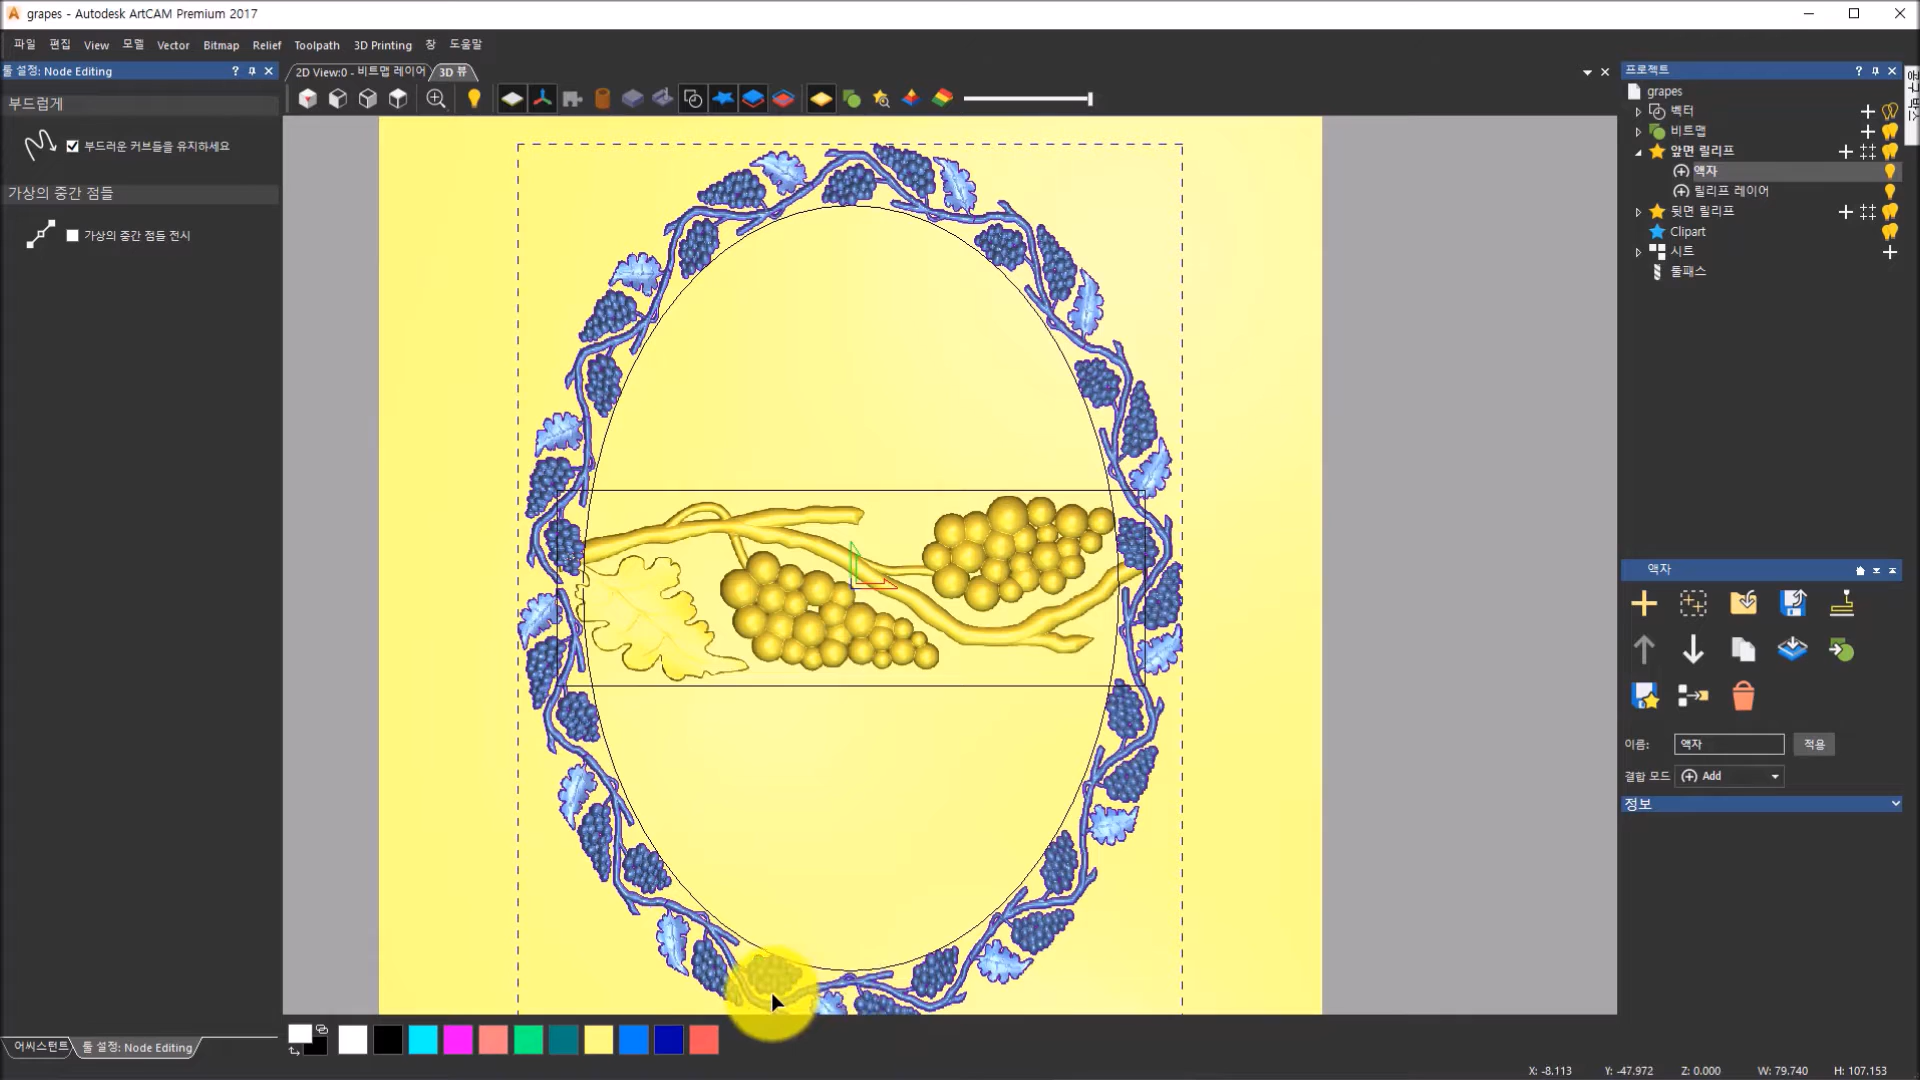 grapes - Autodesk ArtCAM Premium 2017
파일 편집 View 모델 Vector Bitmap Relief Toolpath 3D Printing 창 도움말
툴 설정: Node Editing
2D View:0 - 비트맵 레이어
3D 뷰
부드럽게
부드러운 커브들을 유지하세요
가상의 중간 점들
가상의 중간 점들 전시
프로젝트
grapes
벡터
비트맵
앞면 릴리프
액자
릴리프 레이어
뒷면 릴리프
Clipart
시트
툴패스
액자
이름: 액자 적용
결합 모드 Add
정보
어씨스턴트
툴 설정: Node Editing
X: -8.113 Y: -47.972 Z: 0.000 W: 79.740 H: 107.153